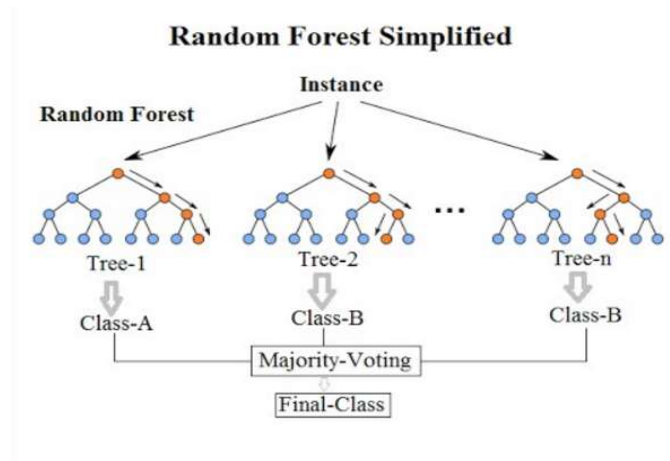 Random Forest Simplified
Instance
Random Forest
...
Tree-1
Tree-2
Tree-n
Class-A
Class-B
Class-B
Majority-Voting
Final-Class